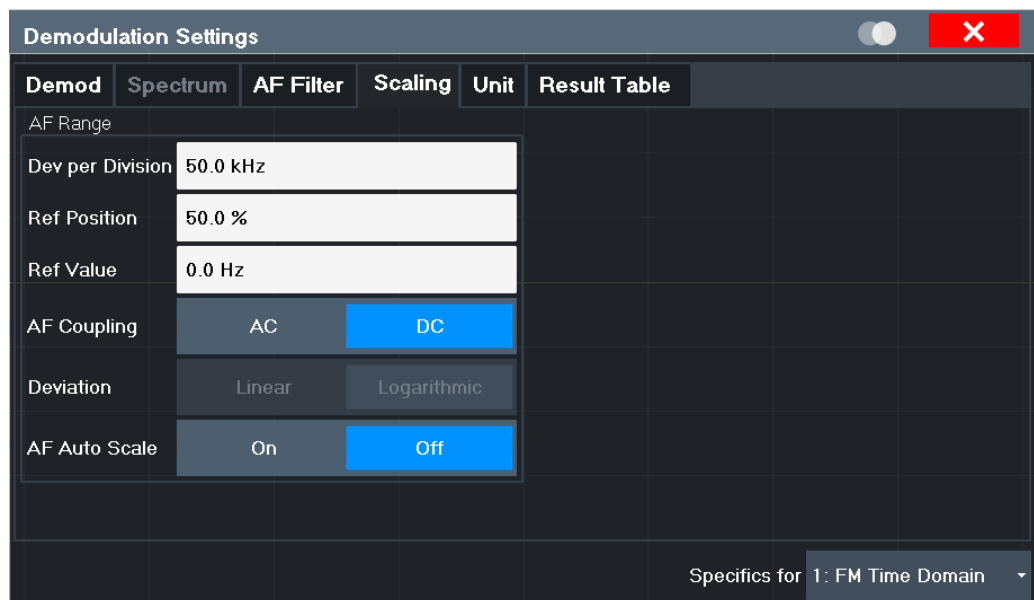 Demodulation Settings
Demod Spectrum AF Filter Scaling Unit Result Table
AF Range
Dev per Division 50.0 kHz
Ref Position 50.0 %
Ref Value 0.0 Hz
AF Coupling AC DC
Deviation Linear Logarithmic
AF Auto Scale On Off
Specifics for 1: FM Time Domain